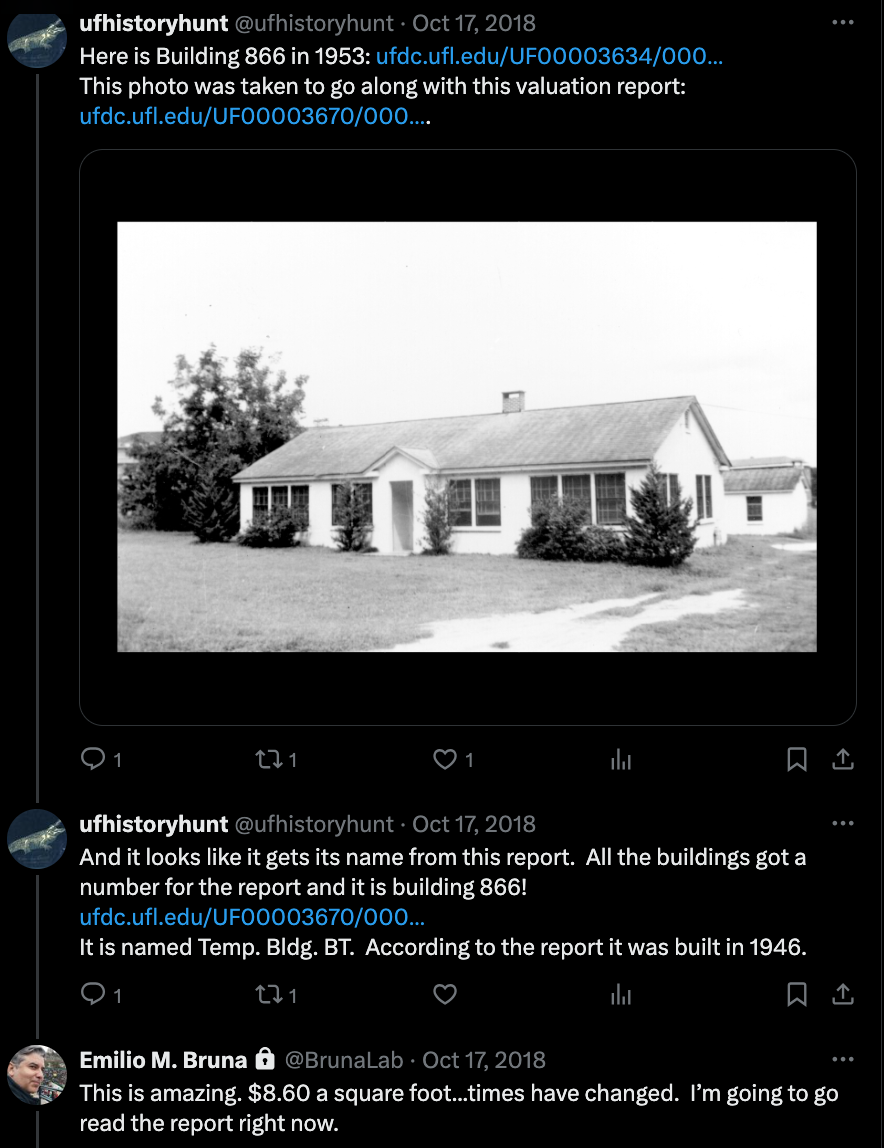 ufhistoryhunt @ufhistoryhunt · Oct 17, 2018
Here is Building 866 in 1953: ufdc.ufl.edu/UF00003634/000...
This photo was taken to go along with this valuation report:
ufdc.ufl.edu/UF00003670/000....
1 1 1
ufhistoryhunt @ufhistoryhunt · Oct 17, 2018
And it looks like it gets its name from this report.  All the buildings got a
number for the report and it is building 866!
ufdc.ufl.edu/UF00003670/000...
It is named Temp. Bldg. BT.  According to the report it was built in 1946.
1 1
Emilio M. Bruna @BrunaLab · Oct 17, 2018
This is amazing. $8.60 a square foot...times have changed.  I’m going to go
read the report right now.